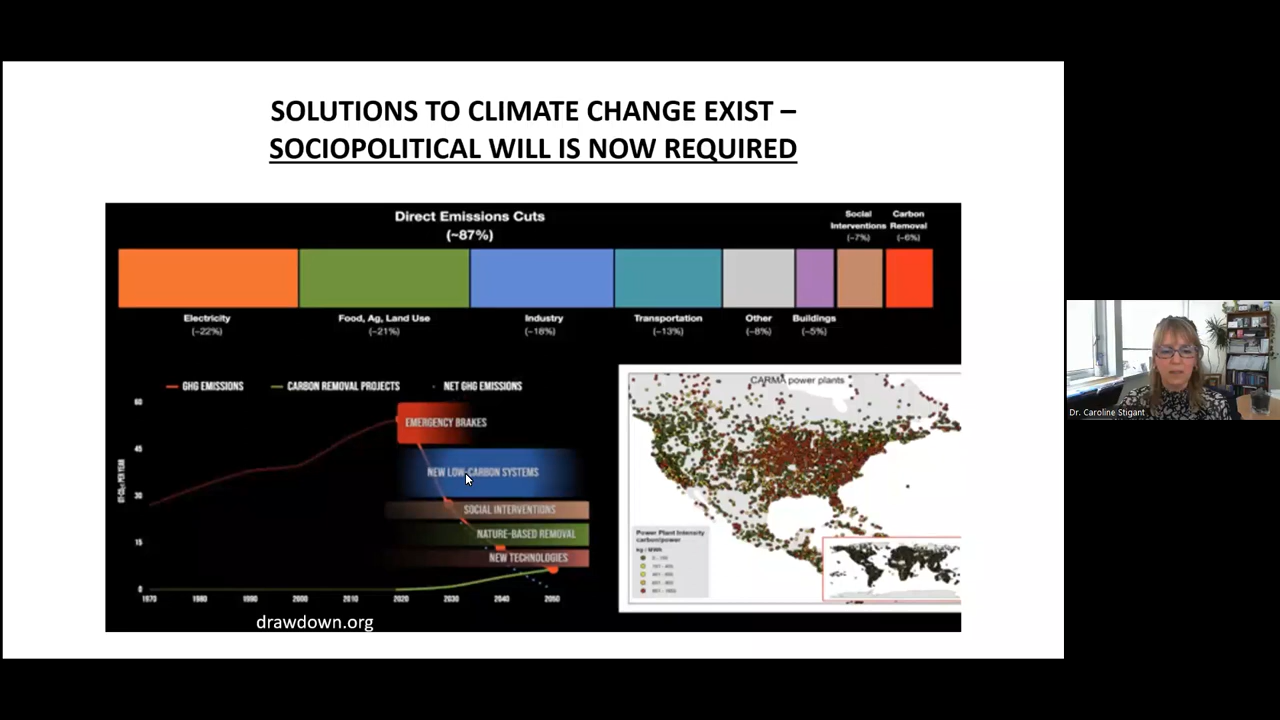 SOLUTIONS TO CLIMATE CHANGE EXIST –
SOCIOPOLITICAL WILL IS NOW REQUIRED
Direct Emissions Cuts
(~87%)
Social
Interventions
(~7%)
Carbon
Removal
(~6%)
Electricity
(~22%)
Food, Ag, Land Use
(~21%)
Industry
(~18%)
Transportation
(~13%)
Other
(~8%)
Buildings
(~5%)
GHG EMISSIONS
CARBON REMOVAL PROJECTS
NET GHG EMISSIONS
60
45
30
15
0
PER YEAR
EMERGENCY BRAKES
NEW LOW-CARBON SYSTEMS
SOCIAL INTERVENTIONS
NATURE-BASED REMOVAL
NEW TECHNOLOGIES
1970
1980
1990
2000
2010
2020
2030
2040
2050
drawdown.org
CARMA power plants
Power Plant Intensity
carbon/power
kg / MWh
Dr. Caroline Stigant